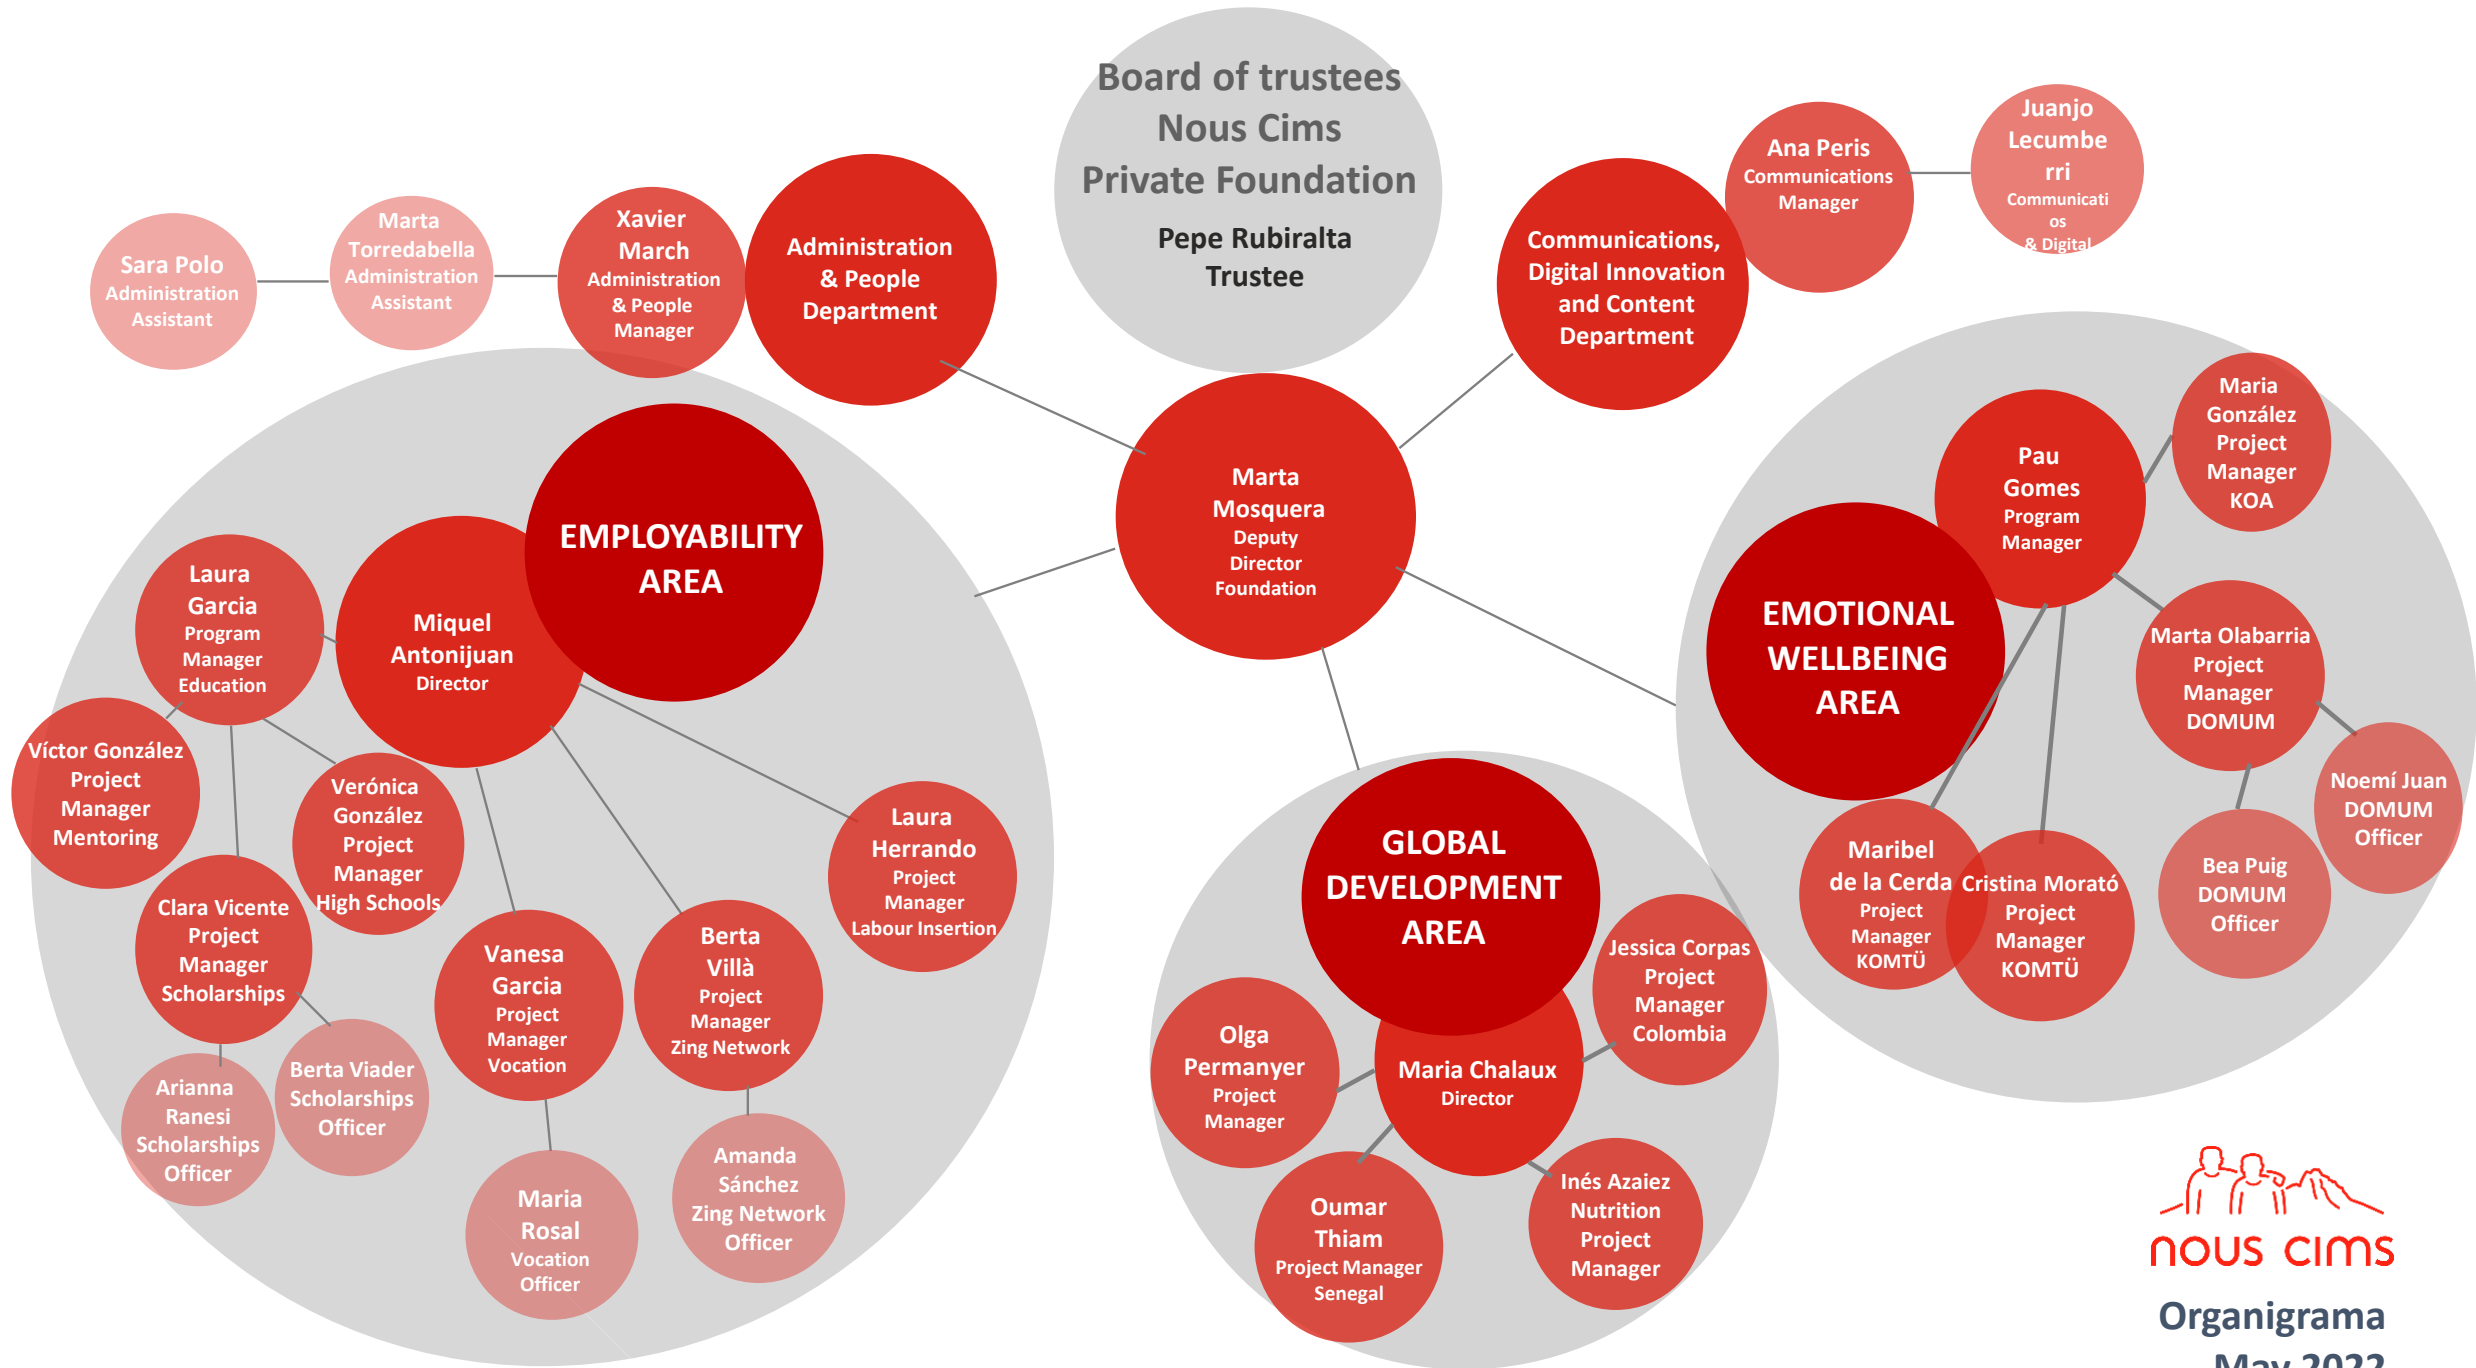 Board of trustees
Nous Cims
Private Foundation
Pepe Rubiralta
Trustee
Sara Polo
Administration
Assistant
Marta
Torredabella
Administration
Assistant
Xavier
March
Administration
& People
Manager
Administration
& People
Department
Communications,
Digital Innovation
and Content
Department
Ana Peris
Communications
Manager
Juanjo
Lecumbe
rri
Communicati
os
& Digital
Marta
Mosquera
Deputy
Director
Foundation
EMPLOYABILITY
AREA
Miquel
Antonijuan
Director
Laura
Garcia
Program
Manager
Education
Víctor González
Project
Manager
Mentoring
Verónica
González
Project
Manager
High Schools
Clara Vicente
Project
Manager
Scholarships
Arianna
Ranesi
Scholarships
Officer
Berta Viader
Scholarships
Officer
Vanesa
Garcia
Project
Manager
Vocation
Maria
Rosal
Vocation
Officer
Berta
Villà
Project
Manager
Zing Network
Amanda
Sánchez
Zing Network
Officer
Laura
Herrando
Project
Manager
Labour Insertion
GLOBAL
DEVELOPMENT
AREA
Maria Chalaux
Director
Olga
Permanyer
Project
Manager
Oumar
Thiam
Project Manager
Senegal
Inés Azaiez
Nutrition
Project
Manager
Jessica Corpas
Project
Manager
Colombia
EMOTIONAL
WELLBEING
AREA
Pau
Gomes
Program
Manager
Maria
González
Project
Manager
KOA
Marta Olabarria
Project
Manager
DOMUM
Noemí Juan
DOMUM
Officer
Bea Puig
DOMUM
Officer
Maribel
de la Cerda
Project
Manager
KOMTÜ
Cristina Morató
Project
Manager
KOMTÜ
nous cims
Organigrama
May 2022